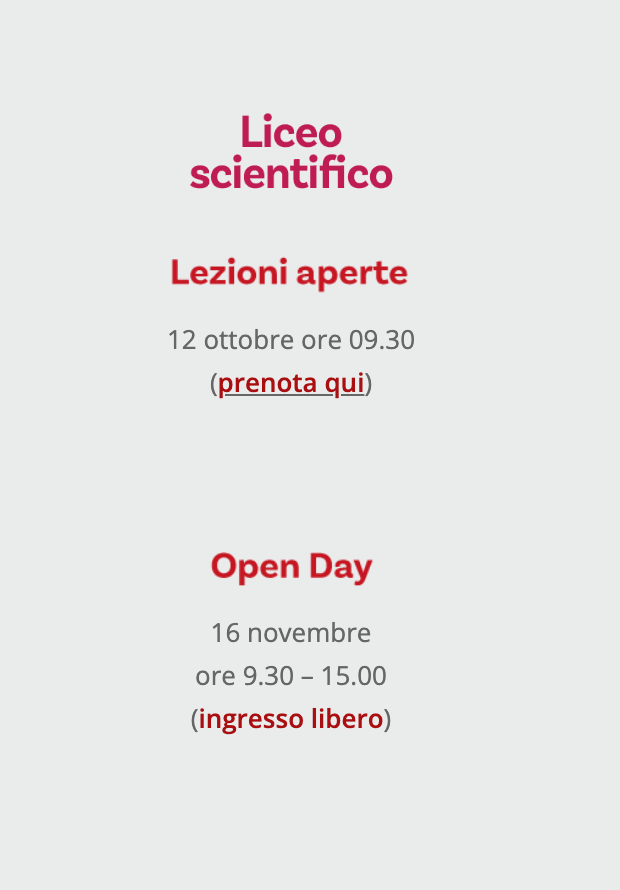 Liceo
scientifico
Lezioni aperte
12 ottobre ore 09.30
(prenota qui)
Open Day
16 novembre
ore 9.30 – 15.00
(ingresso libero)